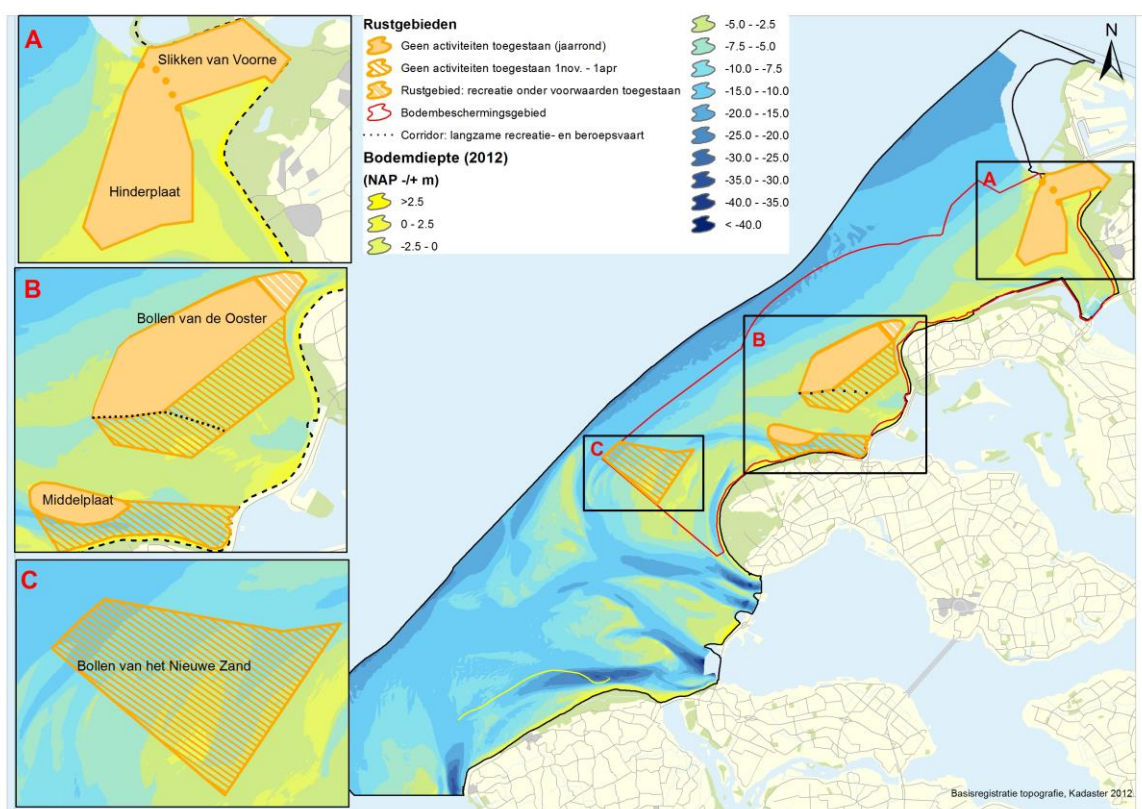 A
Slikken van Voorne
Hinderplaat
B
Bollen van de Ooster
Middelplaat
C
Bollen van het Nieuwe Zand
Rustgebieden
Geen activiteiten toegestaan (jaarrond)
Geen activiteiten toegestaan 1nov. - 1apr
Rustgebied: recreatie onder voorwaarden toegestaan
Bodembeschermingsgebied
Corridor: langzame recreatie- en beroepsvaart
Bodemdiepte (2012)
(NAP -/+ m)
>2.5
0 - 2.5
-2.5 - 0
-5.0 - -2.5
-7.5 - -5.0
-10.0 - -7.5
-15.0 - -10.0
-20.0 - -15.0
-25.0 - -20.0
-30.0 - -25.0
-35.0 - -30.0
-40.0 - -35.0
< -40.0
N
A
B
C
Basisregistratie topografie, Kadaster 2012.